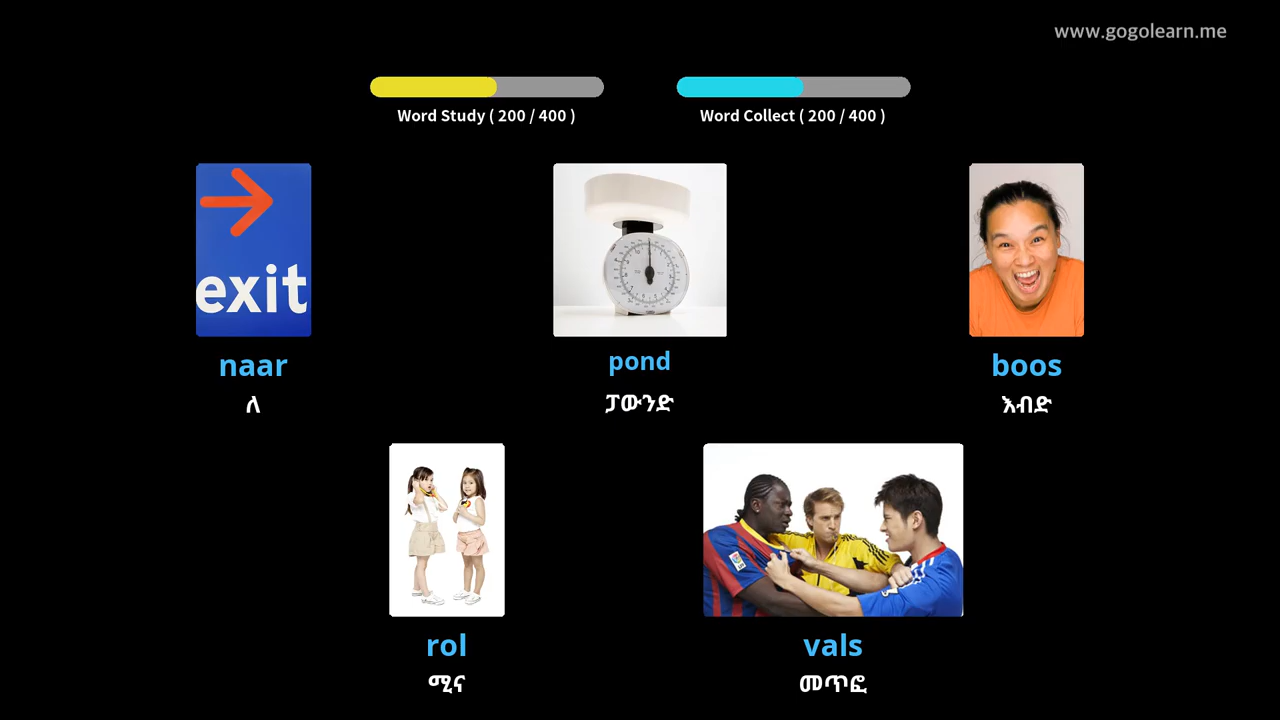 www.gogolearn.me
Word Study ( 200 / 400 )
Word Collect ( 200 / 400 )
exit
naar
ለ
pond
ፓውንድ
boos
እብድ
rol
ሚና
vals
መጥፎ